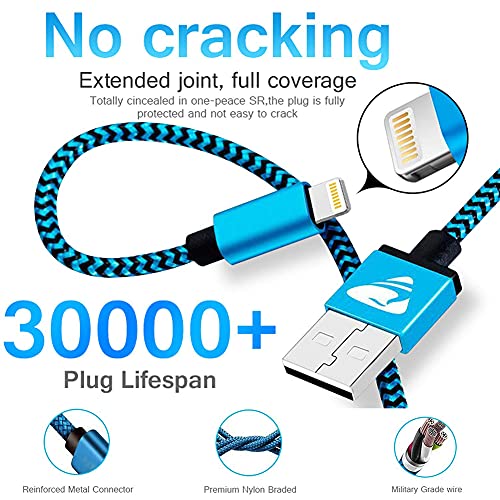 No cracking
Extended joint, full coverage
Totally cincealed in one-peace SR,the plug is fully
protected and not easy to crack
30000+
Plug Lifespan
Reinforced Metal Connector
Premium Nylon Braded
Military Grade wire